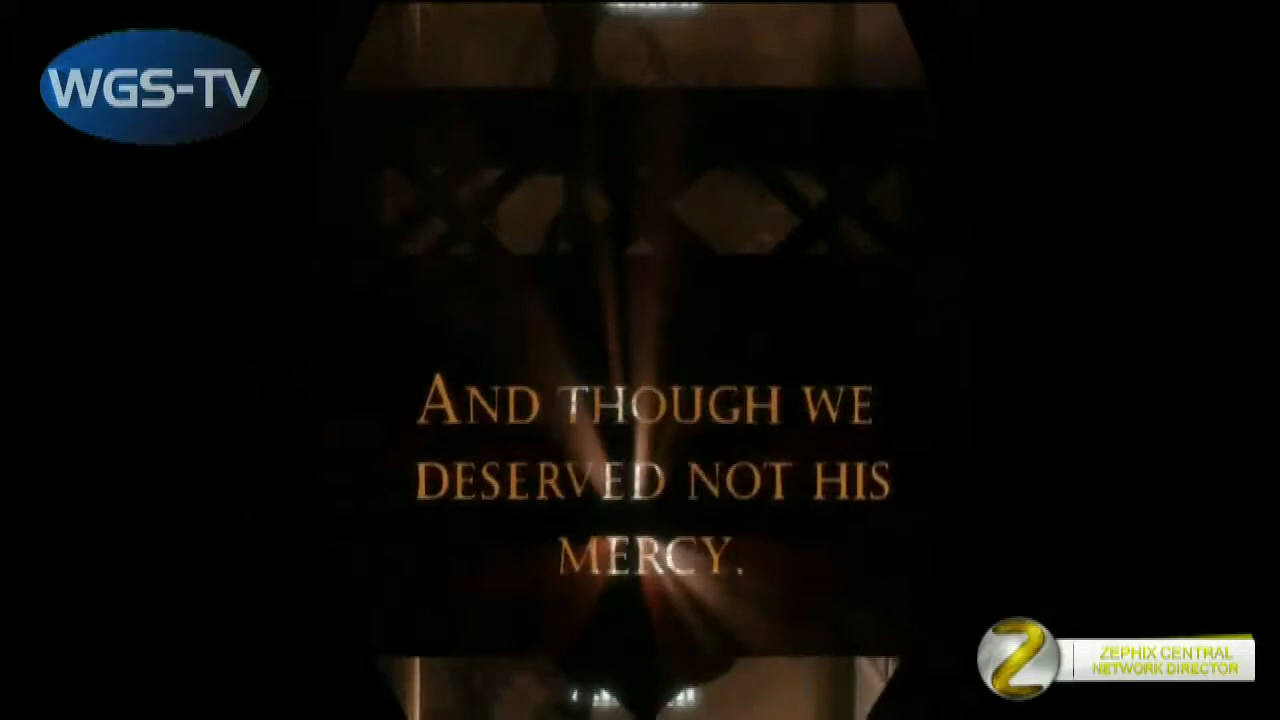 WGS-TV
AND THOUGH WE
DESERVED NOT HIS
MERCY.
Z
ZEPHIX CENTRAL
NETWORK DIRECTOR